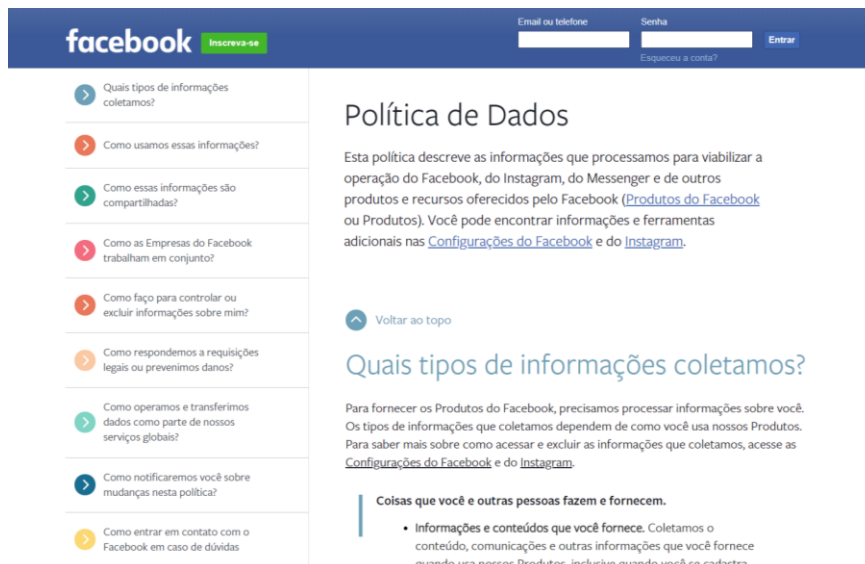 facebook
Inscreva-se
Email ou telefone
Senha
Entrar
Esqueceu a conta?
Quais tipos de informações
coletamos?
Como usamos essas informações?
Como essas informações são
compartilhadas?
Como as Empresas do Facebook
trabalham em conjunto?
Como faço para controlar ou
excluir informações sobre mim?
Como respondemos a requisições
legais ou prevenimos danos?
Como operamos e transferimos
dados como parte de nossos
serviços globais?
Como notificaremos você sobre
mudanças nesta política?
Como entrar em contato com o
Facebook em caso de dúvidas
Política de Dados
Esta política descreve as informações que processamos para viabilizar a
operação do Facebook, do Instagram, do Messenger e de outros
produtos e recursos oferecidos pelo Facebook (Produtos do Facebook
ou Produtos). Você pode encontrar informações e ferramentas
adicionais nas Configurações do Facebook e do Instagram.
Voltar ao topo
Quais tipos de informações coletamos?
Para fornecer os Produtos do Facebook, precisamos processar informações sobre você.
Os tipos de informações que coletamos dependem de como você usa nossos Produtos.
Para saber mais sobre como acessar e excluir as informações que coletamos, acesse as
Configurações do Facebook e do Instagram.
Coisas que você e outras pessoas fazem e fornecem.
• Informações e conteúdos que você fornece. Coletamos o
conteúdo, comunicações e outras informações que você fornece
quando usa nossos Produtos, inclusive quando você se cadastra